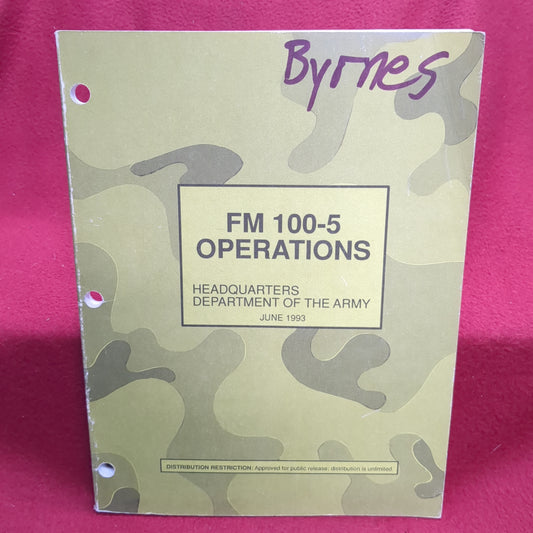 Byrnes
FM 100-5
OPERATIONS
HEADQUARTERS
DEPARTMENT OF THE ARMY
JUNE 1993
DISTRIBUTION RESTRICTION: Approved for public release; distribution is unlimited.